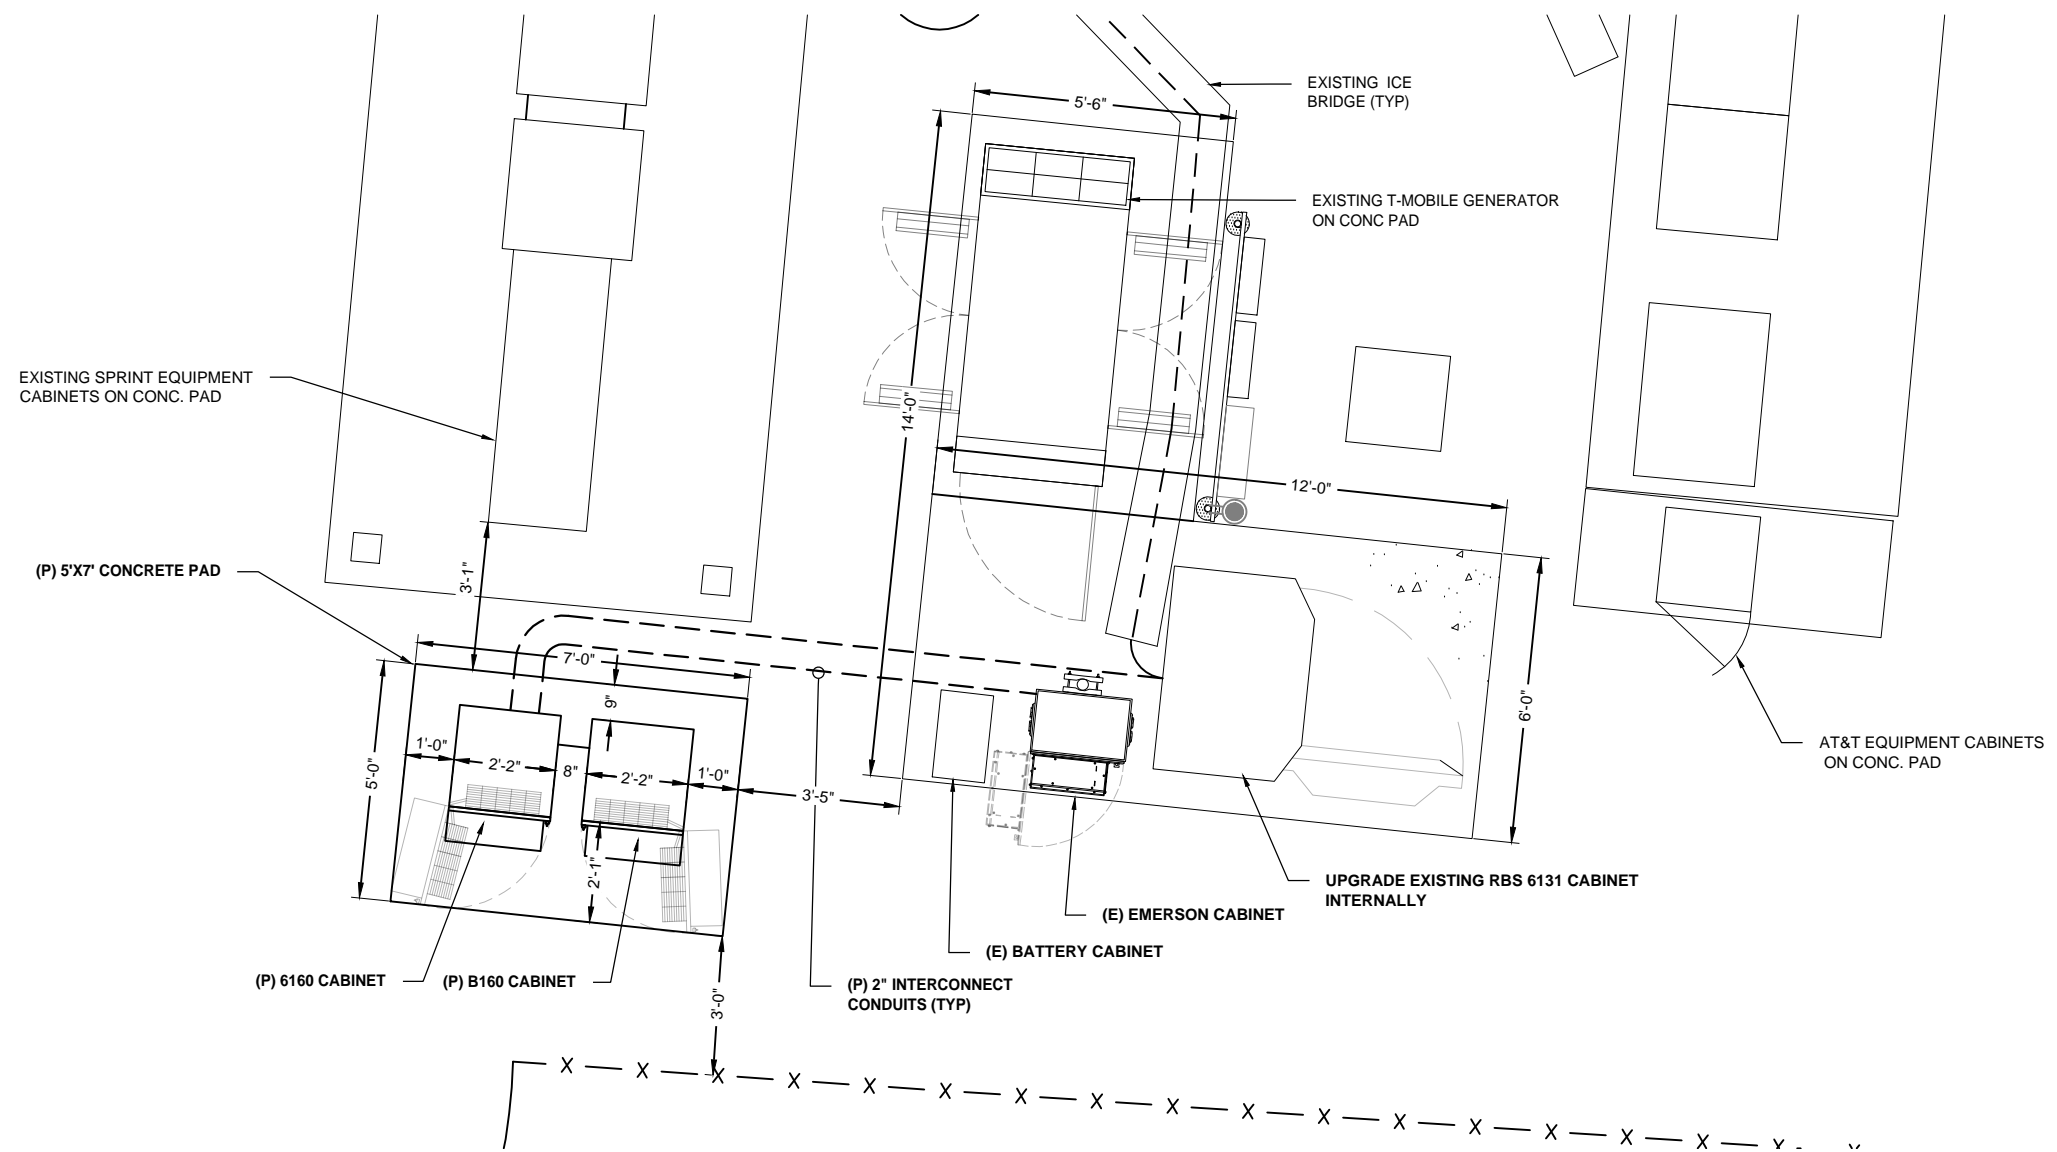 EXISTING  ICE
BRIDGE (TYP)
5'-6"
EXISTING T-MOBILE GENERATOR
ON CONC PAD
EXISTING SPRINT EQUIPMENT
CABINETS ON CONC. PAD
14'-0"
12'-0"
(P) 5'X7' CONCRETE PAD
3'-1"
7'-0"
9"
6'-0"
5'-0"
1'-0"
2'-2"
8"
2'-2"
1'-0"
3'-5"
2'-1"
AT&T EQUIPMENT CABINETS
ON CONC. PAD
UPGRADE EXISTING RBS 6131 CABINET
INTERNALLY
(E) EMERSON CABINET
(E) BATTERY CABINET
(P) 6160 CABINET
(P) B160 CABINET
(P) 2" INTERCONNECT
CONDUITS (TYP)
3'-0"
X X X X X X X X X X X X X X X X X X